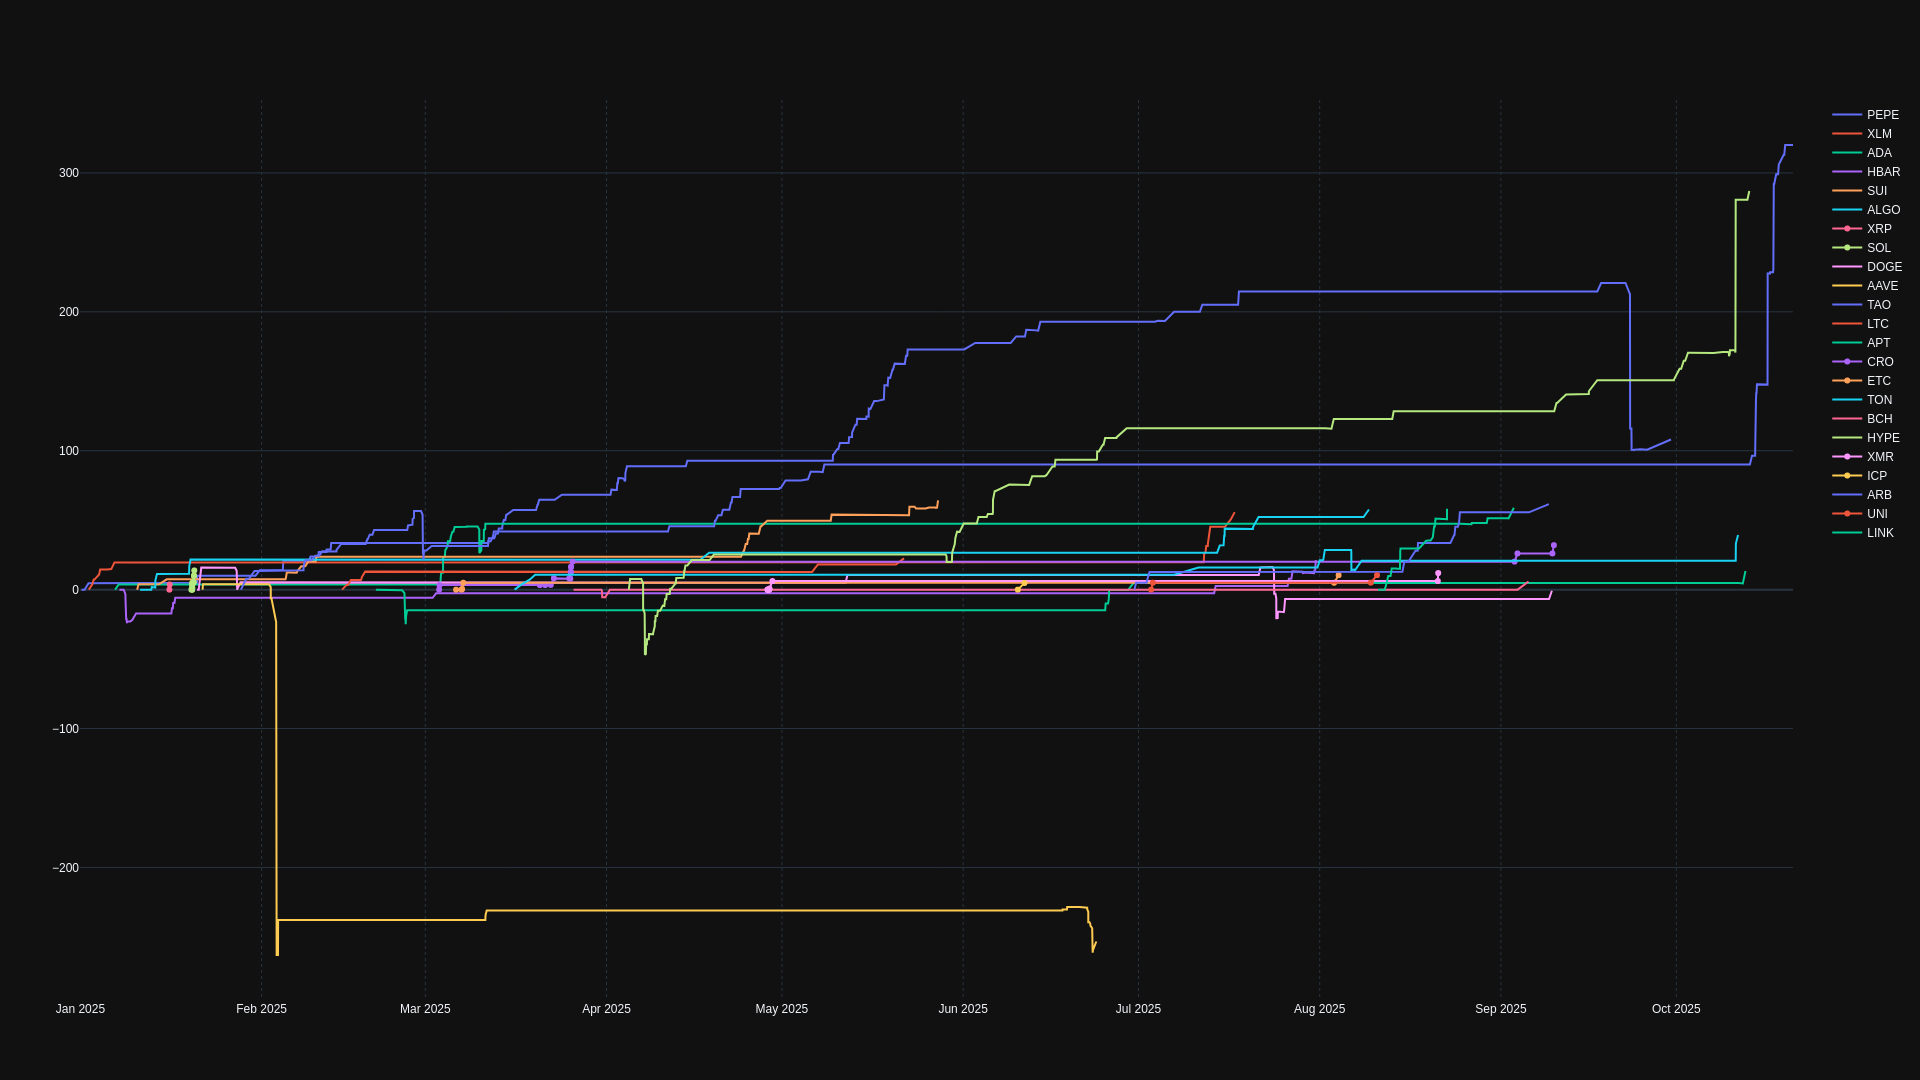 300
200
100
0
−100
−200
Jan 2025
Feb 2025
Mar 2025
Apr 2025
May 2025
Jun 2025
Jul 2025
Aug 2025
Sep 2025
Oct 2025
PEPE
XLM
ADA
HBAR
SUI
ALGO
XRP
SOL
DOGE
AAVE
TAO
LTC
APT
CRO
ETC
TON
BCH
HYPE
XMR
ICP
ARB
UNI
LINK